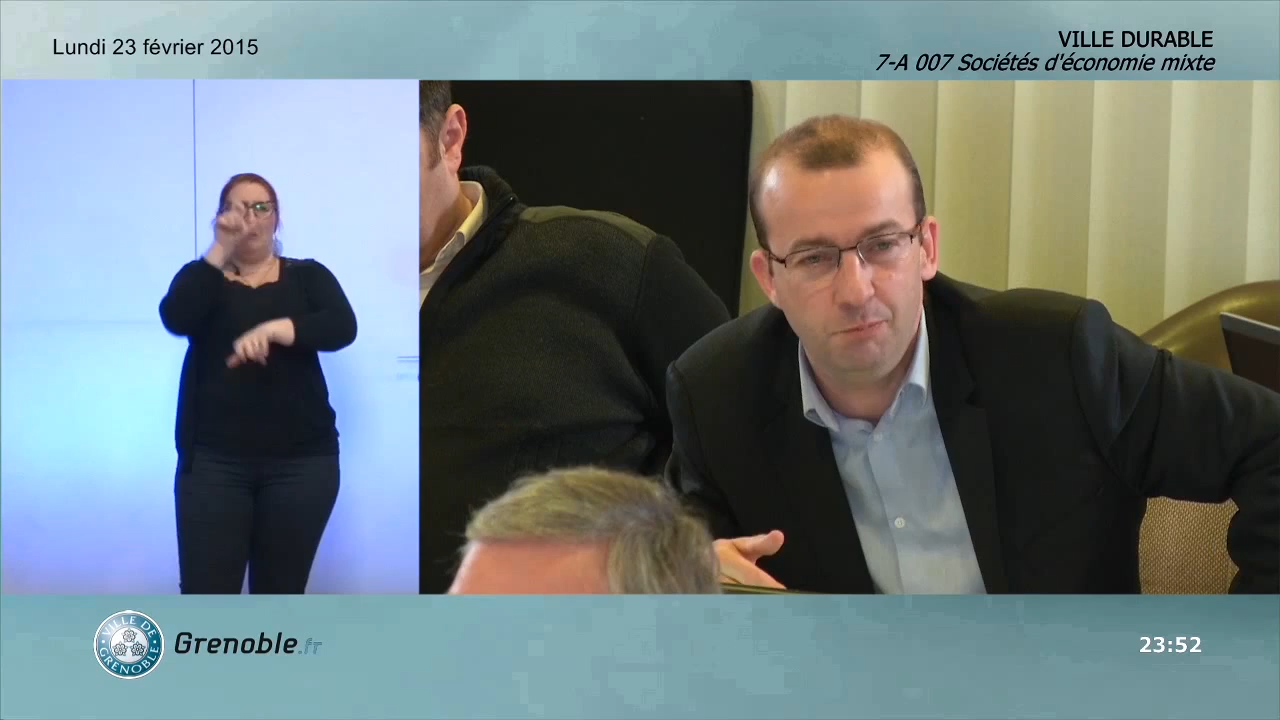 Lundi 23 février 2015
VILLE DURABLE
7-A 007 Sociétés d'économie mixte
VILLE DE
GRENOBLE
Grenoble.fr
23:52